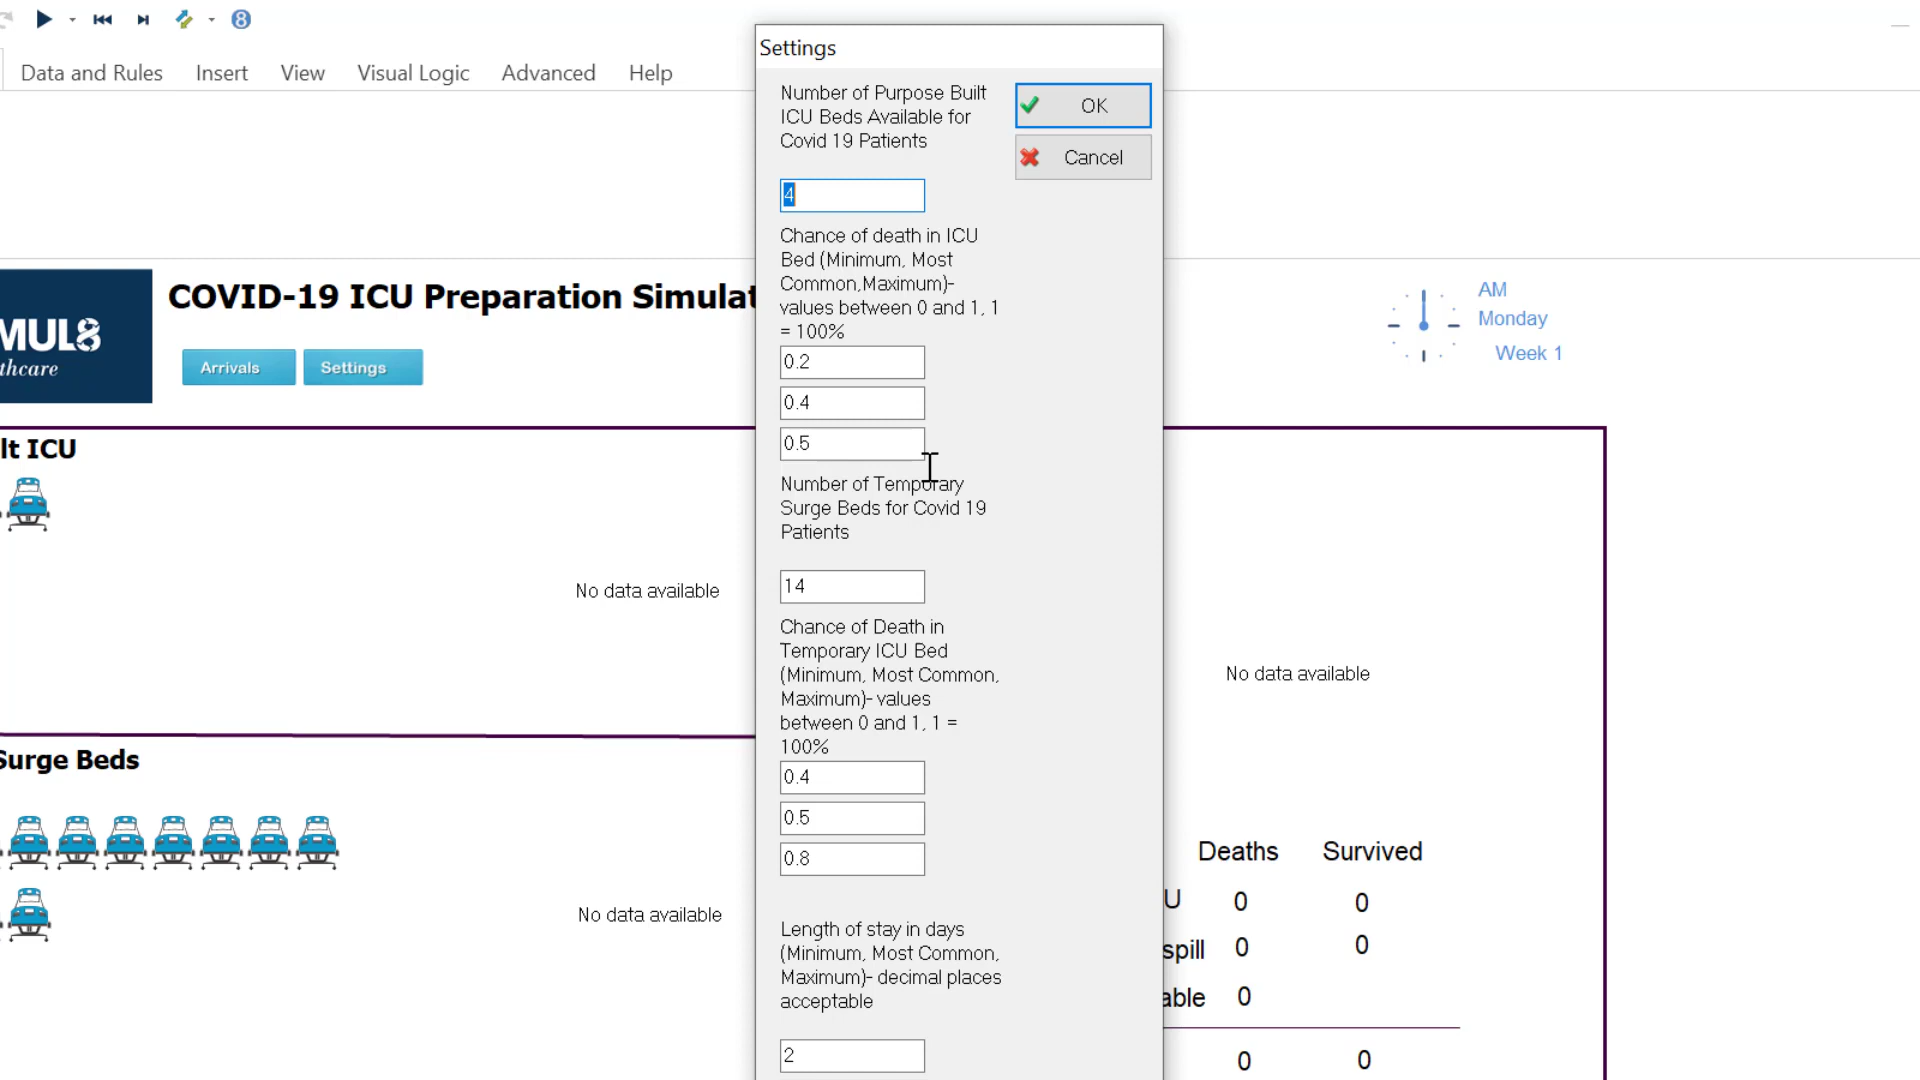 Data and Rules
Insert
View
Visual Logic
Advanced
Help
Settings
Number of Purpose Built
ICU Beds Available for
Covid 19 Patients
OK
Cancel
4
Chance of death in ICU
Bed (Minimum, Most
Common,Maximum)-
values between 0 and 1, 1
= 100%
0.2
0.4
0.5
Number of Temporary
Surge Beds for Covid 19
Patients
14
Chance of Death in
Temporary ICU Bed
(Minimum, Most Common,
Maximum)- values
between 0 and 1, 1 =
100%
0.4
0.5
0.8
Length of stay in days
(Minimum, Most Common,
Maximum)- decimal places
acceptable
2
MUL8
thcare
COVID-19 ICU Preparation Simulat
Arrivals
Settings
AM
Monday
Week 1
lt ICU
No data available
Surge Beds
No data available
No data available
Deaths Survived
U 0 0
spill 0 0
able 0
0 0
8